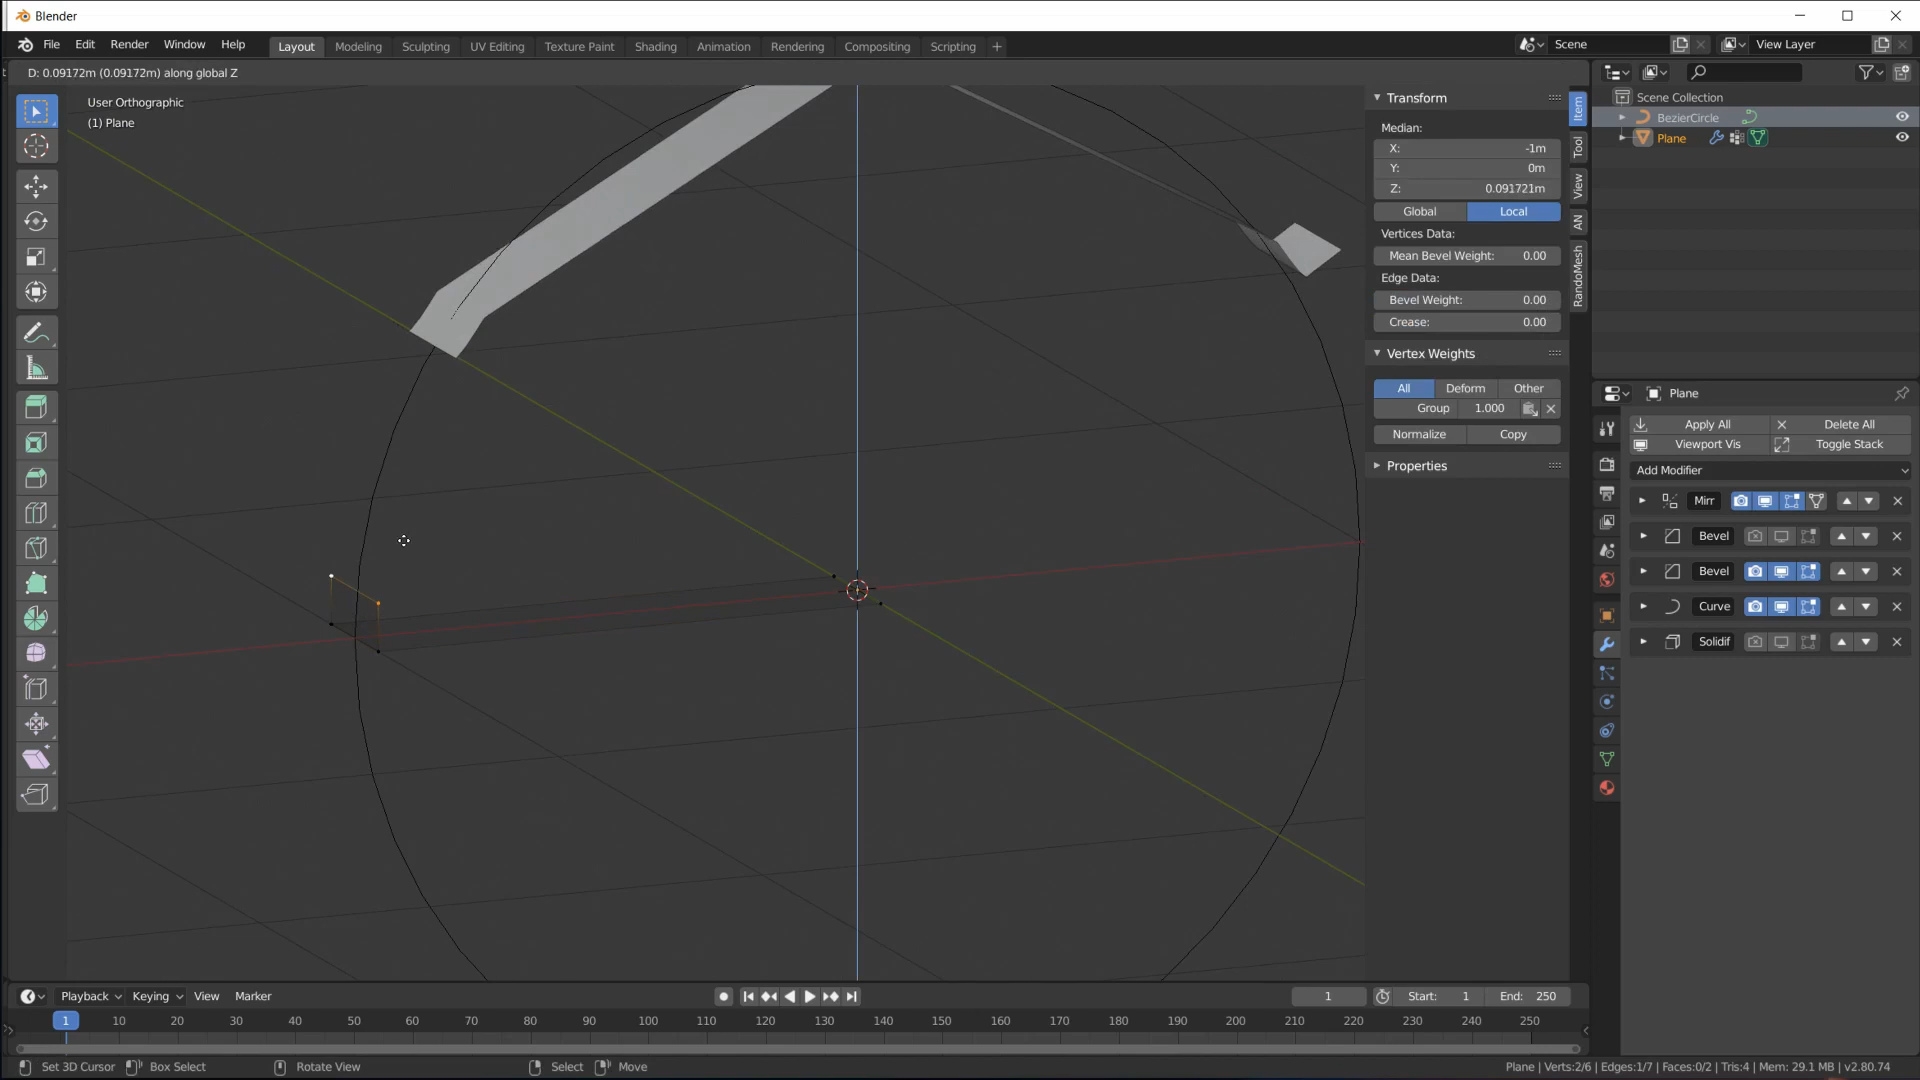 Blender
File Edit Render Window Help Layout Modeling Sculpting UV Editing Texture Paint Shading Animation Rendering Compositing Scripting + Scene View Layer
D: 0.09172m (0.09172m) along global Z
User Orthographic
(1) Plane
Transform
Median:
X: -1m
Y: 0m
Z: 0.091721m
Global Local
Vertices Data:
Mean Bevel Weight: 0.00
Edge Data:
Bevel Weight: 0.00
Crease: 0.00
Vertex Weights
All Deform Other
Group 1.000
Normalize Copy
Properties
Item
Tool
View
AN
RandoMesh
Scene Collection
BezierCircle
Plane
Plane
Apply All Delete All
Viewport Vis Toggle Stack
Add Modifier
Mirr
Bevel
Bevel
Curve
Solidif
Playback Keying View Marker 1 Start: 1 End: 250
1 10 20 30 40 50 60 70 80 90 100 110 120 130 140 150 160 170 180 190 200 210 220 230 240 250
Set 3D Cursor Box Select Rotate View Select Move Plane | Verts:2/6 | Edges:1/7 | Faces:0/2 | Tris:4 | Mem: 29.1 MB | v2.80.74